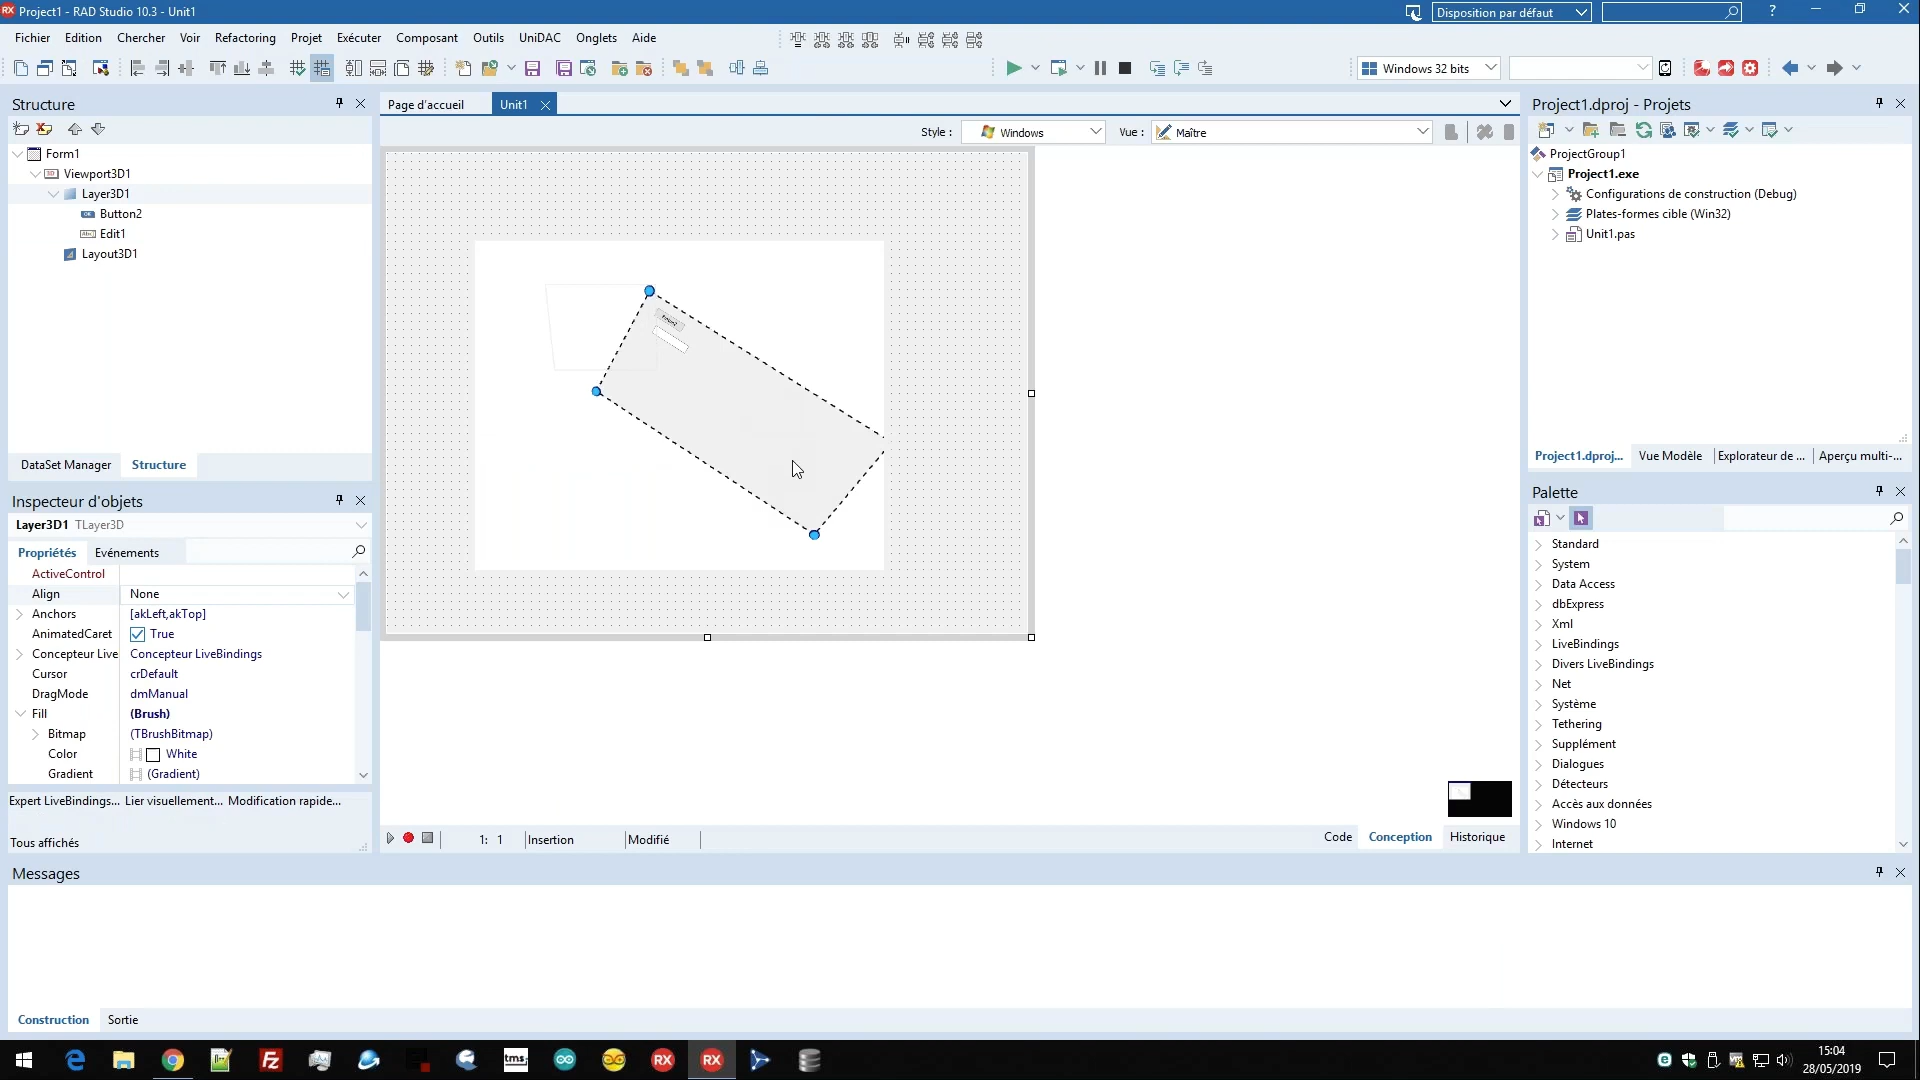 Project1 - RAD Studio 10.3 - Unit1
Disposition par défaut
?
Fichier Edition Chercher Voir Refactoring Projet Exécuter Composant Outils UniDAC Onglets Aide
Windows 32 bits
Structure
Form1
Viewport3D1
Layer3D1
Button2
Edit1
Layout3D1
DataSet Manager Structure
Inspecteur d'objets
Layer3D1 TLayer3D
Propriétés Evénements
ActiveControl
Align None
Anchors [akLeft,akTop]
AnimatedCaret True
Concepteur Live Concepteur LiveBindings
Cursor crDefault
DragMode dmManual
Fill (Brush)
Bitmap (TBrushBitmap)
Color White
Gradient (Gradient)
Expert LiveBindings... Lier visuellement... Modification rapide...
Tous affichés
Page d'accueil Unit1
Style : Windows Vue : Maître
1: 1 Insertion Modifié
Code Conception Historique
Project1.dproj - Projets
ProjectGroup1
Project1.exe
Configurations de construction (Debug)
Plates-formes cible (Win32)
Unit1.pas
Project1.dproj... Vue Modèle Explorateur de ... Aperçu multi-...
Palette
Standard
System
Data Access
dbExpress
Xml
LiveBindings
Divers LiveBindings
Net
Système
Tethering
Supplément
Dialogues
Détecteurs
Accès aux données
Windows 10
Internet
Messages
Construction Sortie
RX RX
tms
15:04
28/05/2019